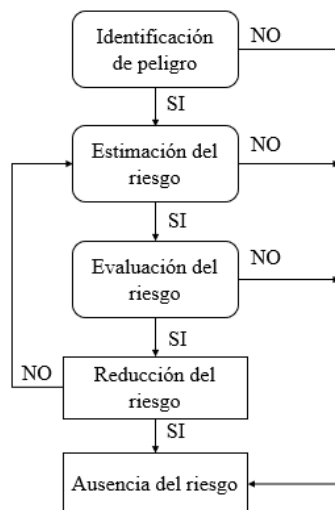 Identificación
de peligro
NO
SI
Estimación del
riesgo
NO
SI
Evaluación del
riesgo
NO
SI
NO
Reducción del
riesgo
SI
Ausencia del riesgo